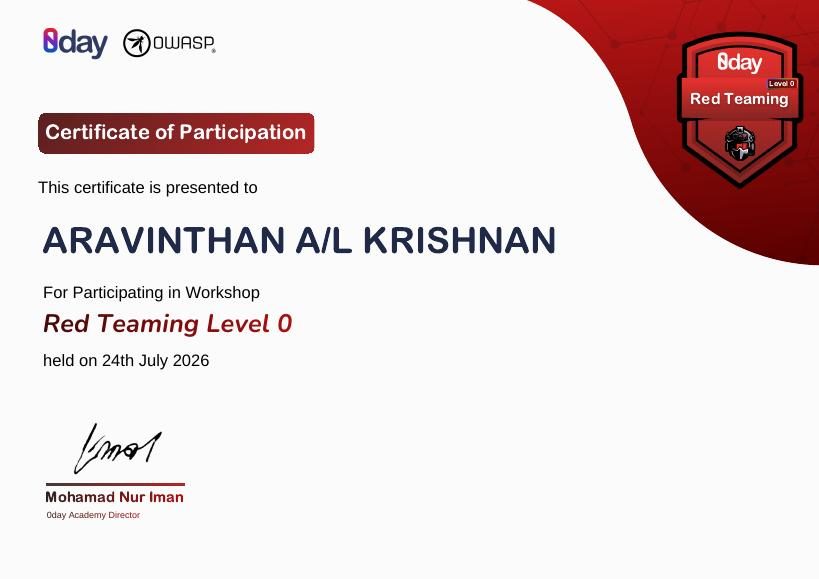 0day OWASP
0day
Level 0
Red Teaming
Certificate of Participation
This certificate is presented to
ARAVINTHAN A/L KRISHNAN
For Participating in Workshop
Red Teaming Level 0
held on 24th July 2026
Mohamad Nur Iman
0day Academy Director